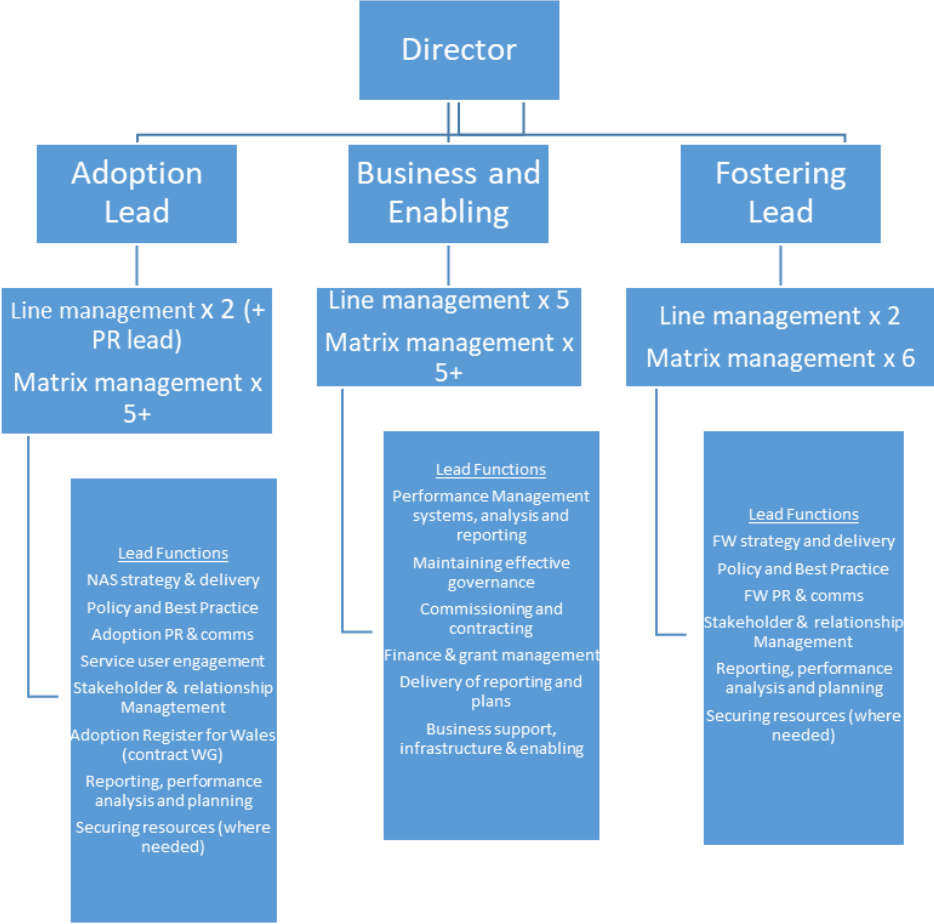 Director
Adoption
Lead
Business and
Enabling
Fostering
Lead
Line management x 2 (+
PR lead)
Matrix management x
5+
Line management x 5
Matrix management x
5+
Line management x 2
Matrix management x 6
Lead Functions
NAS strategy & delivery
Policy and Best Practice
Adoption PR & comms
Service user engagement
Stakeholder & relationship
Managtement
Adoption Register for Wales
(contract WG)
Reporting, performance
analysis and planning
Securing resources (where
needed)
Lead Functions
Performance Management
systems, analysis and
reporting
Maintaining effective
governance
Commissioning and
contracting
Finance & grant management
Delivery of reporting and
plans
Business support,
infrastructure & enabling
Lead Functions
FW strategy and delivery
Policy and Best Practice
FW PR & comms
Stakeholder & relationship
Management
Reporting, performance
analysis and planning
Securing resources (where
needed)